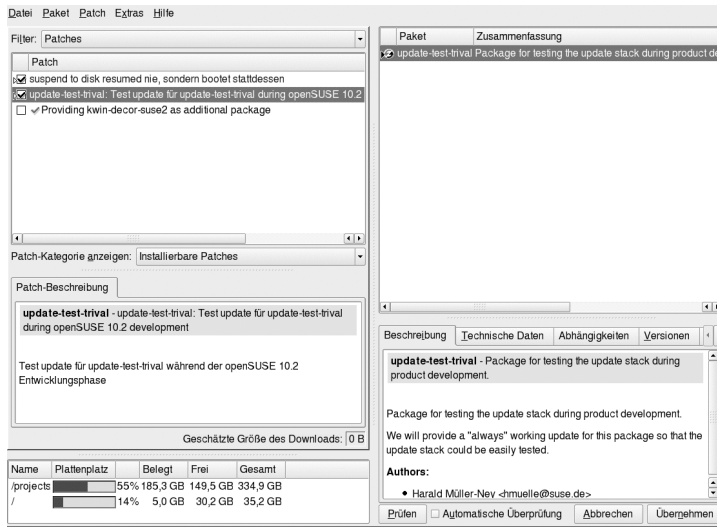 Datei Paket Patch Extras Hilfe
Filter: Patches
Patch
suspend to disk resumed nie, sondern bootet stattdessen
update-test-trival: Test update für update-test-trival during openSUSE 10.2
Providing kwin-decor-suse2 as additional package
Patch-Kategorie anzeigen: Installierbare Patches
Patch-Beschreibung
update-test-trival - update-test-trival: Test update für update-test-trival
during openSUSE 10.2 development
Test update für update-test-trival während der openSUSE 10.2
Entwicklungsphase
Geschätzte Größe des Downloads: 0 B
Name Plattenplatz Belegt Frei Gesamt
/projects 55% 185,3 GB 149,5 GB 334,9 GB
/ 14% 5,0 GB 30,2 GB 35,2 GB
Paket Zusammenfassung
update-test-trival Package for testing the update stack during product de
Beschreibung Technische Daten Abhängigkeiten Versionen
update-test-trival - Package for testing the update stack during
product development.
Package for testing the update stack during product development.
We will provide a "always" working update for this package so that the
update stack could be easily tested.
Authors:
Harald Müller-Ney <hmuelle@suse.de>
Prüfen Automatische Überprüfung Abbrechen Übernehmen